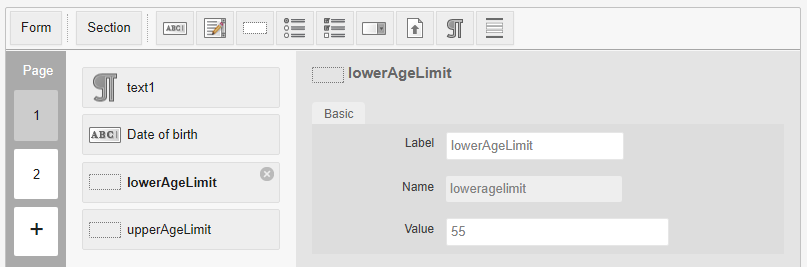 Form Section ABC
Page
1
2
+
text1
ABC Date of birth
lowerAgeLimit
upperAgeLimit
lowerAgeLimit
Basic
Label lowerAgeLimit
Name loweragelimit
Value 55